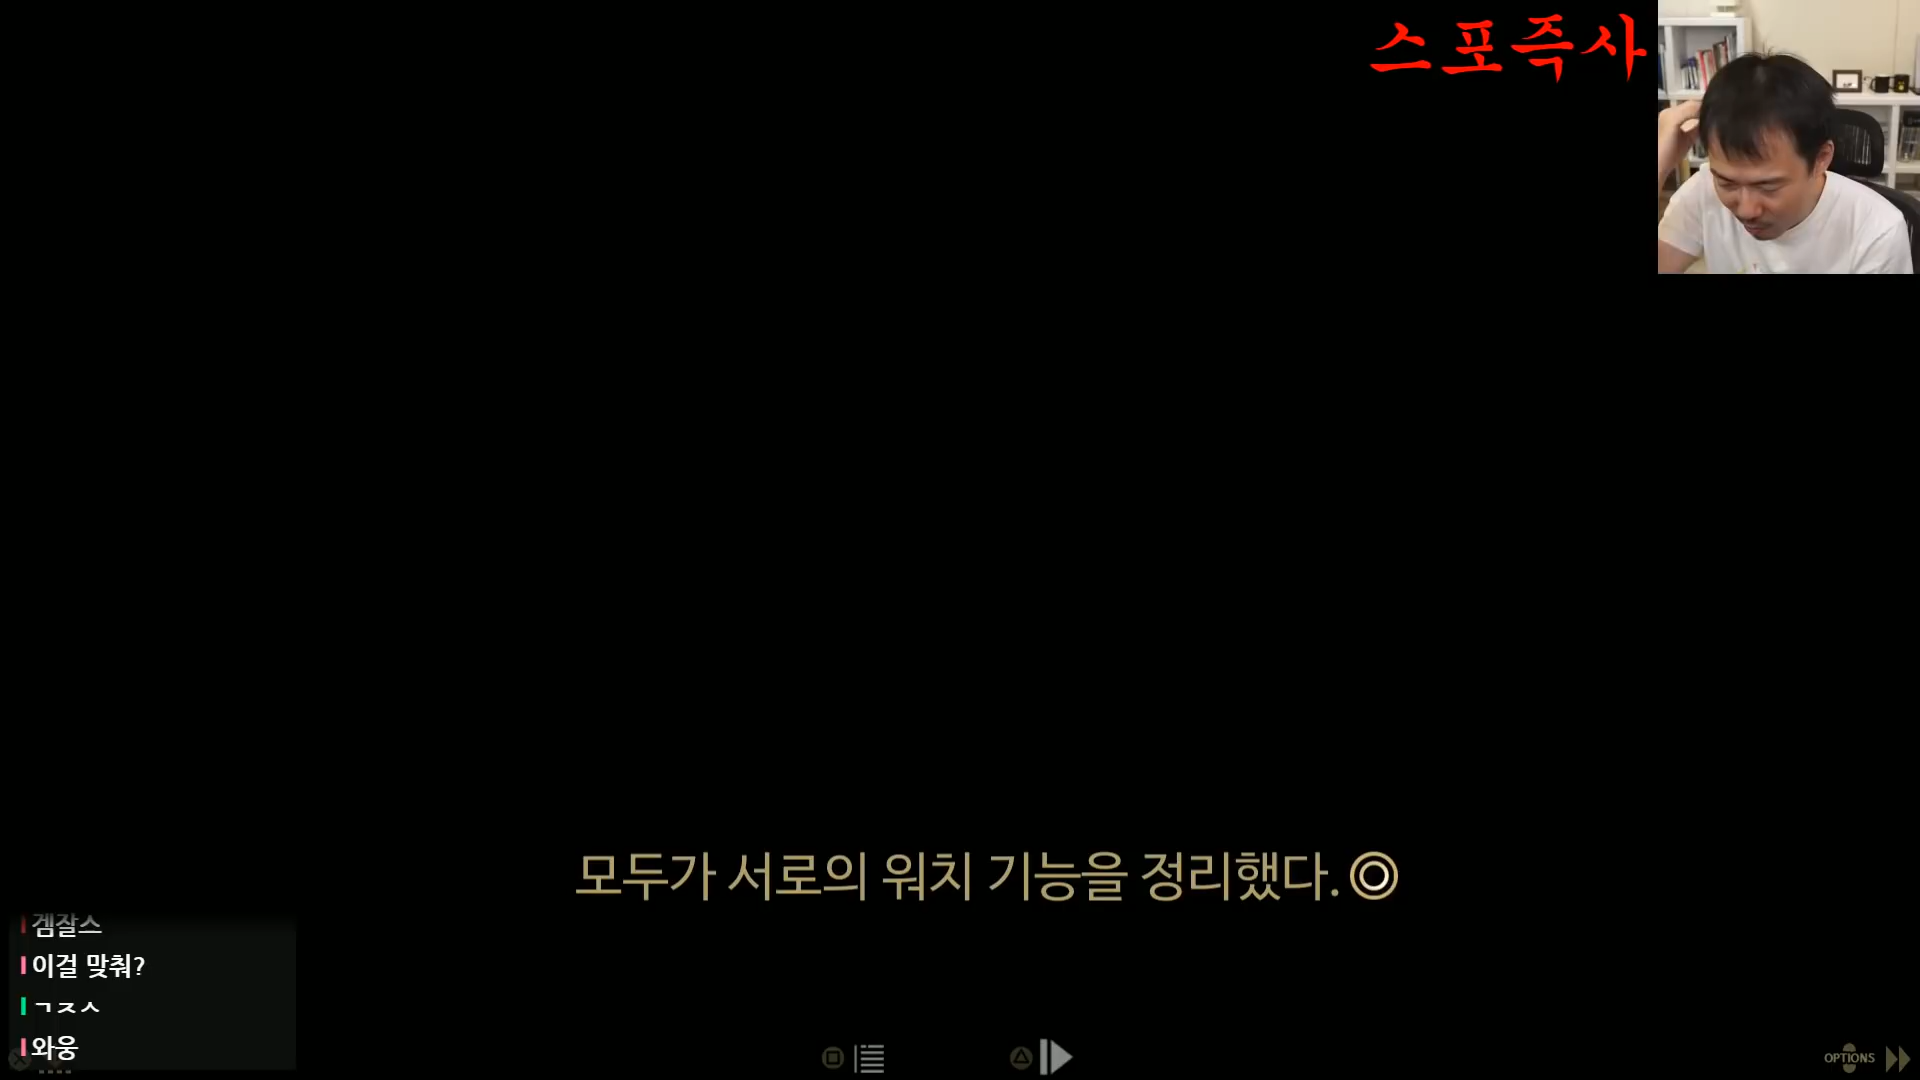 스포즉사
모두가 서로의 워치 기능을 정리했다.
겜잘스
이걸 맞춰?
ㄱㅈㅅ
와웅
OPTIONS